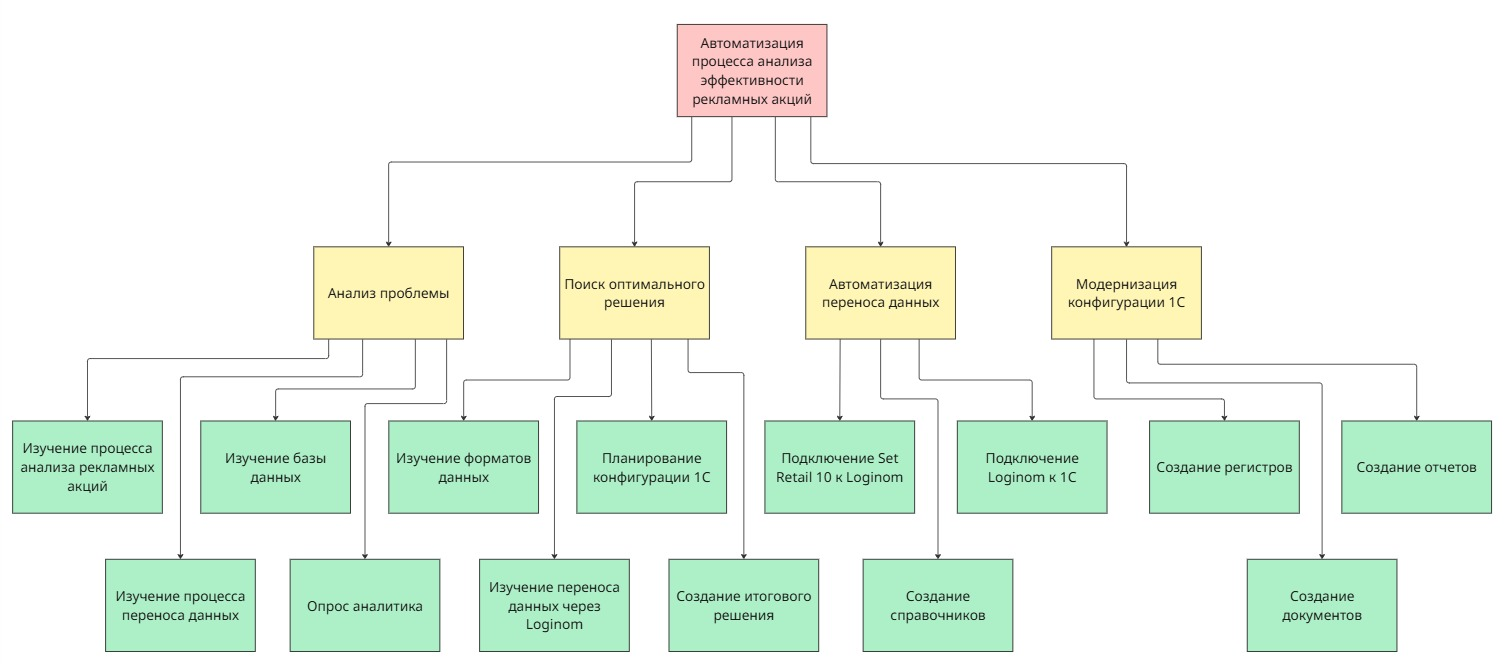 Автоматизация
процесса анализа
эффективности
рекламных акций
Анализ проблемы
Поиск оптимального
решения
Автоматизация
переноса данных
Модернизация
конфигурации 1С
Изучение процесса
анализа рекламных
акций
Изучение базы
данных
Изучение форматов
данных
Планирование
конфигурации 1С
Подключение Set
Retail 10 к Loginom
Подключение
Loginom к 1С
Создание регистров
Создание отчетов
Изучение процесса
переноса данных
Опрос аналитика
Изучение переноса
данных через
Loginom
Создание итогового
решения
Создание
справочников
Создание
документов